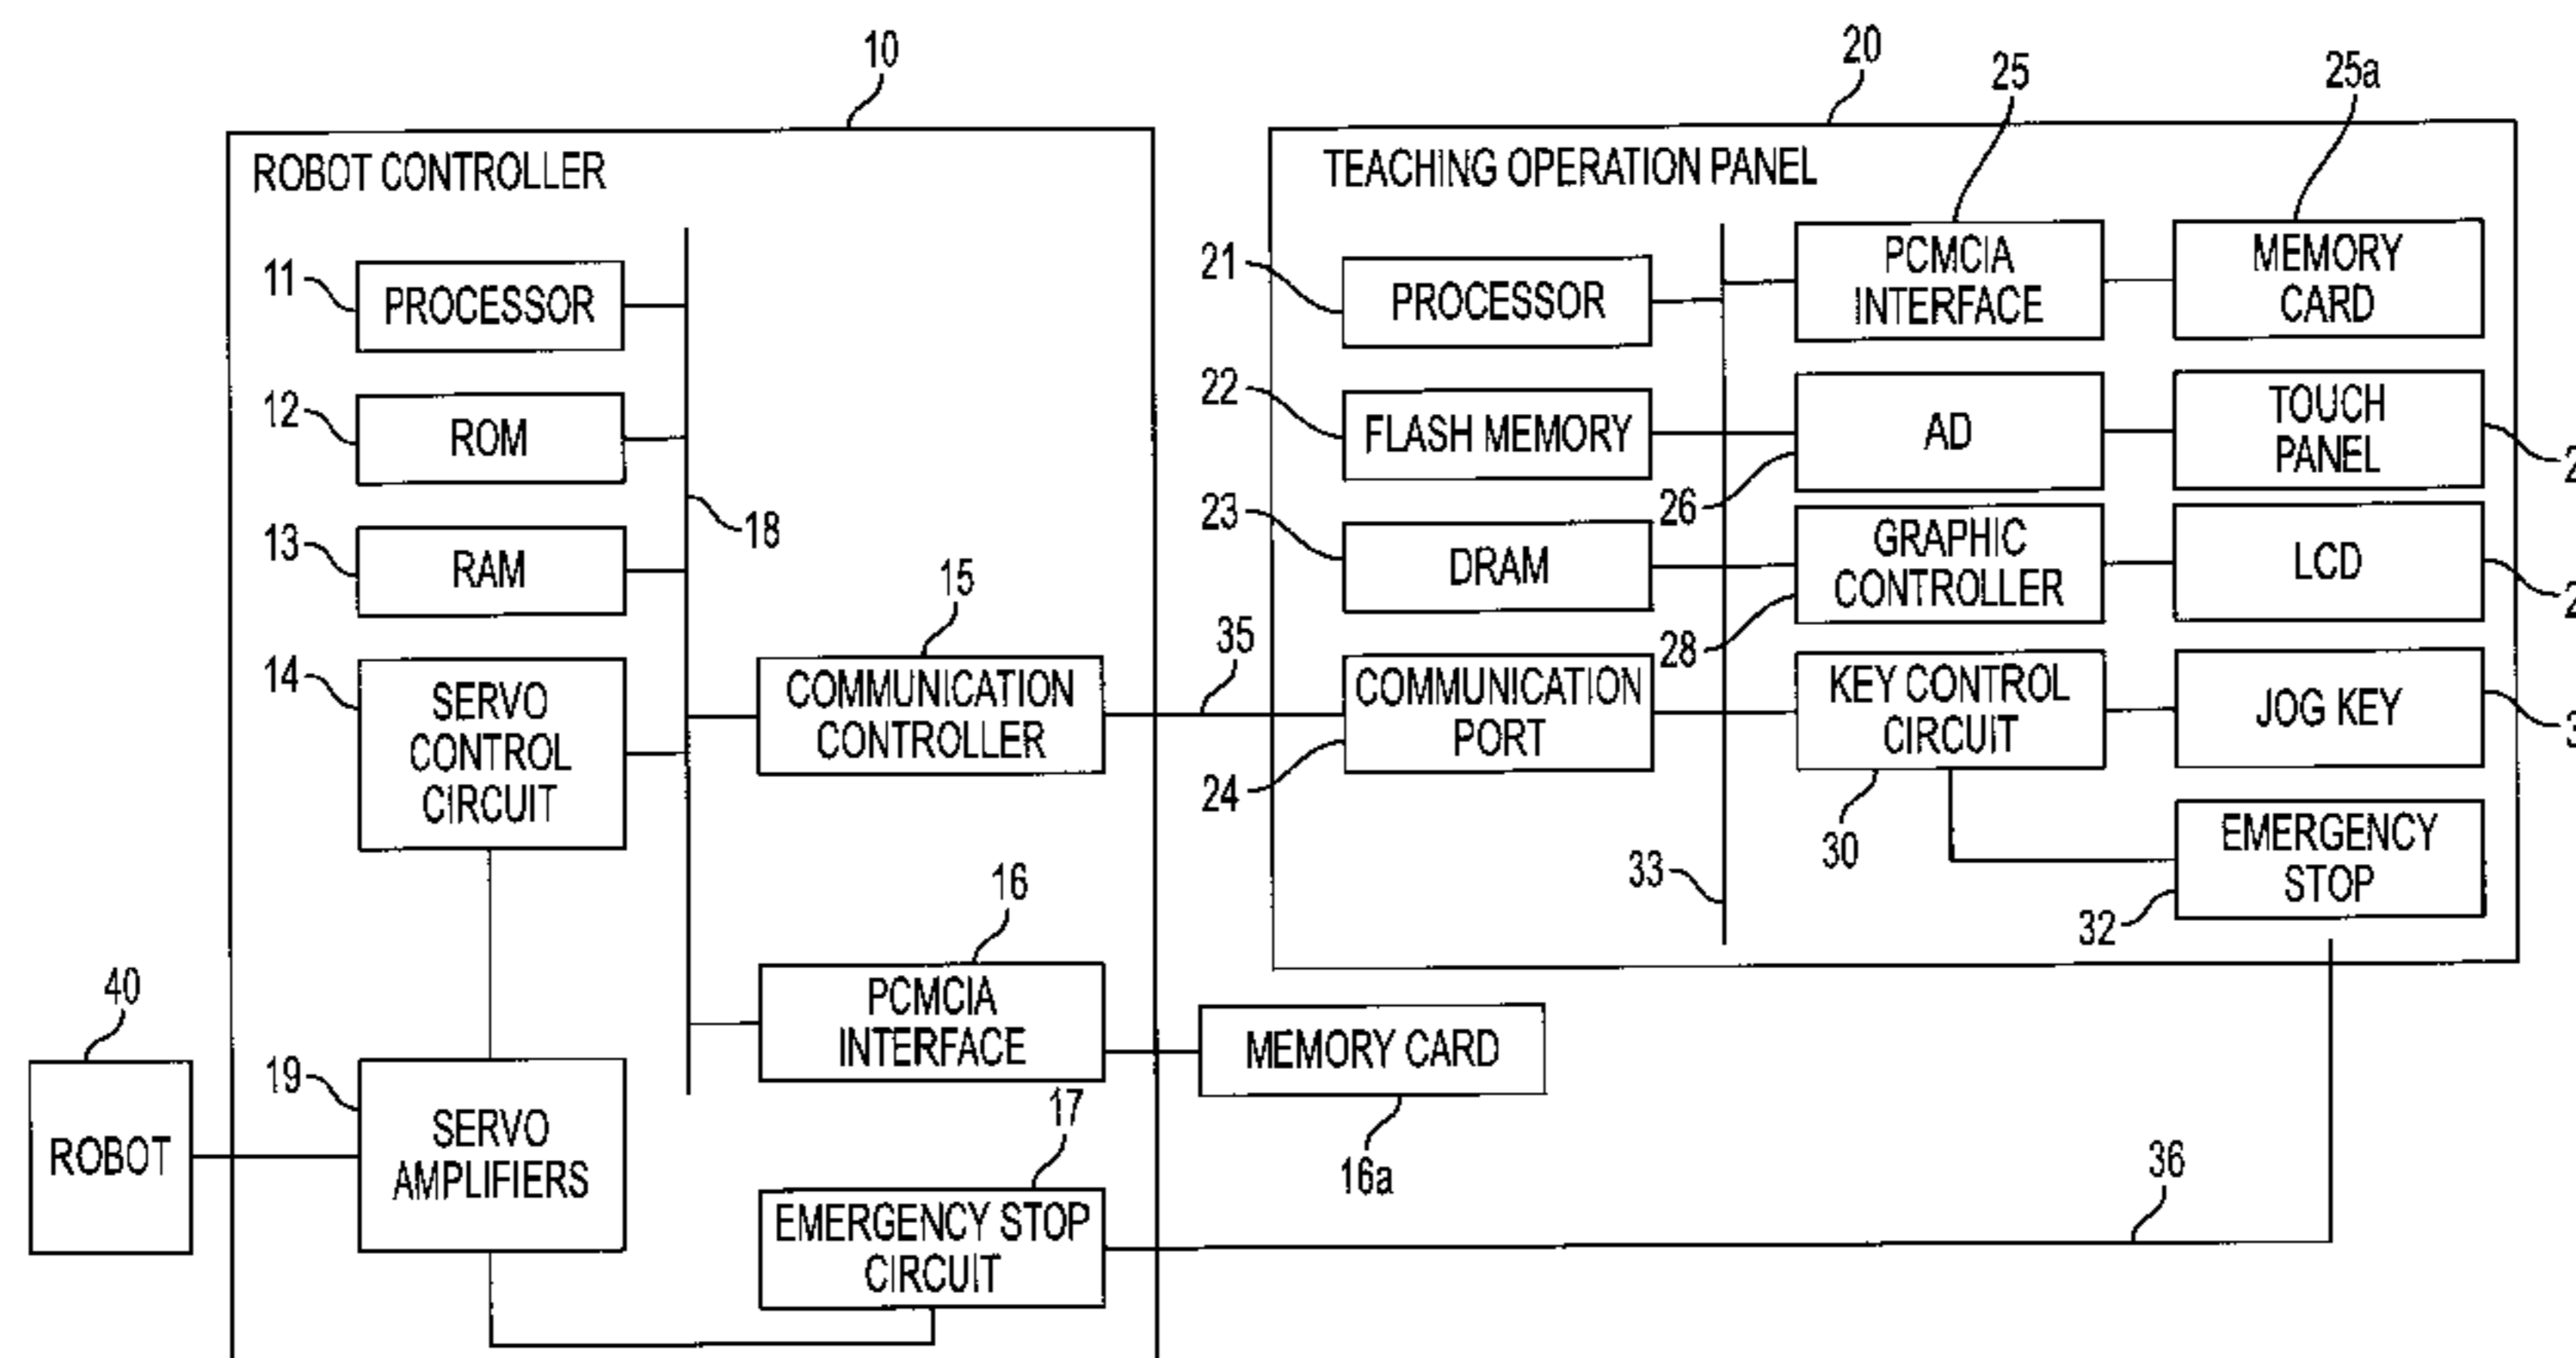 10
20
25
25a
ROBOT CONTROLLER
TEACHING OPERATION PANEL
11
PROCESSOR
12
ROM
13
RAM
14
SERVO
CONTROL
CIRCUIT
18
15
COMMUNICATION
CONTROLLER
35
16
PCMCIA
INTERFACE
MEMORY CARD
16a
17
EMERGENCY STOP
CIRCUIT
40
ROBOT
19
SERVO
AMPLIFIERS
21
PROCESSOR
22
FLASH MEMORY
23
DRAM
24
COMMUNICATION
PORT
PCMCIA
INTERFACE
MEMORY
CARD
26
AD
TOUCH
PANEL
2
28
GRAPHIC
CONTROLLER
LCD
2
30
KEY CONTROL
CIRCUIT
JOG KEY
3
33
32
EMERGENCY
STOP
36